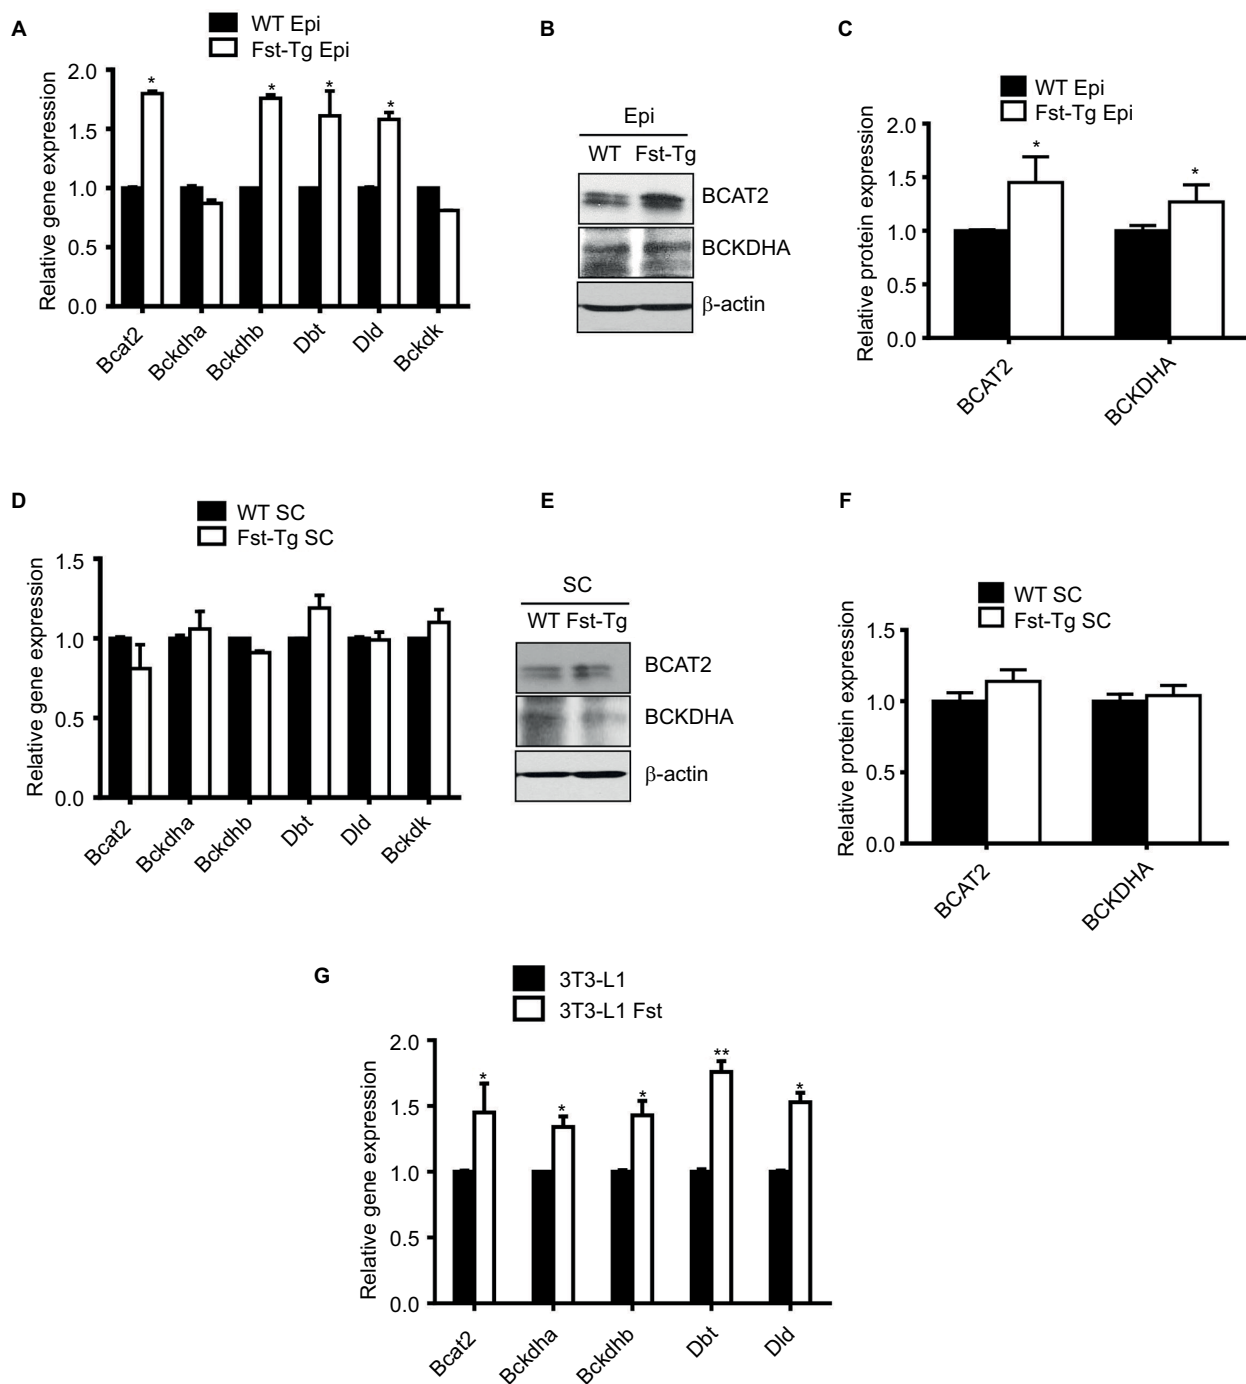 A
WT Epi
Fst-Tg Epi
Relative gene expression
2.0
1.5
1.0
0.5
0.0
*
*
*
*
Bcat2
Bckdha
Bckdhb
Dbt
Dld
Bckdk
B
Epi
WT Fst-Tg
BCAT2
BCKDHA
β-actin
C
WT Epi
Fst-Tg Epi
Relative protein expression
2.0
1.5
1.0
0.5
0.0
*
*
BCAT2
BCKDHA
D
WT SC
Fst-Tg SC
Relative gene expression
1.5
1.0
0.5
0.0
Bcat2
Bckdha
Bckdhb
Dbt
Dld
Bckdk
E
SC
WT Fst-Tg
BCAT2
BCKDHA
β-actin
F
WT SC
Fst-Tg SC
Relative protein expression
1.5
1.0
0.5
0.0
BCAT2
BCKDHA
G
3T3-L1
3T3-L1 Fst
Relative gene expression
2.0
1.5
1.0
0.5
0.0
*
*
*
**
*
Bcat2
Bckdha
Bckdhb
Dbt
Dld